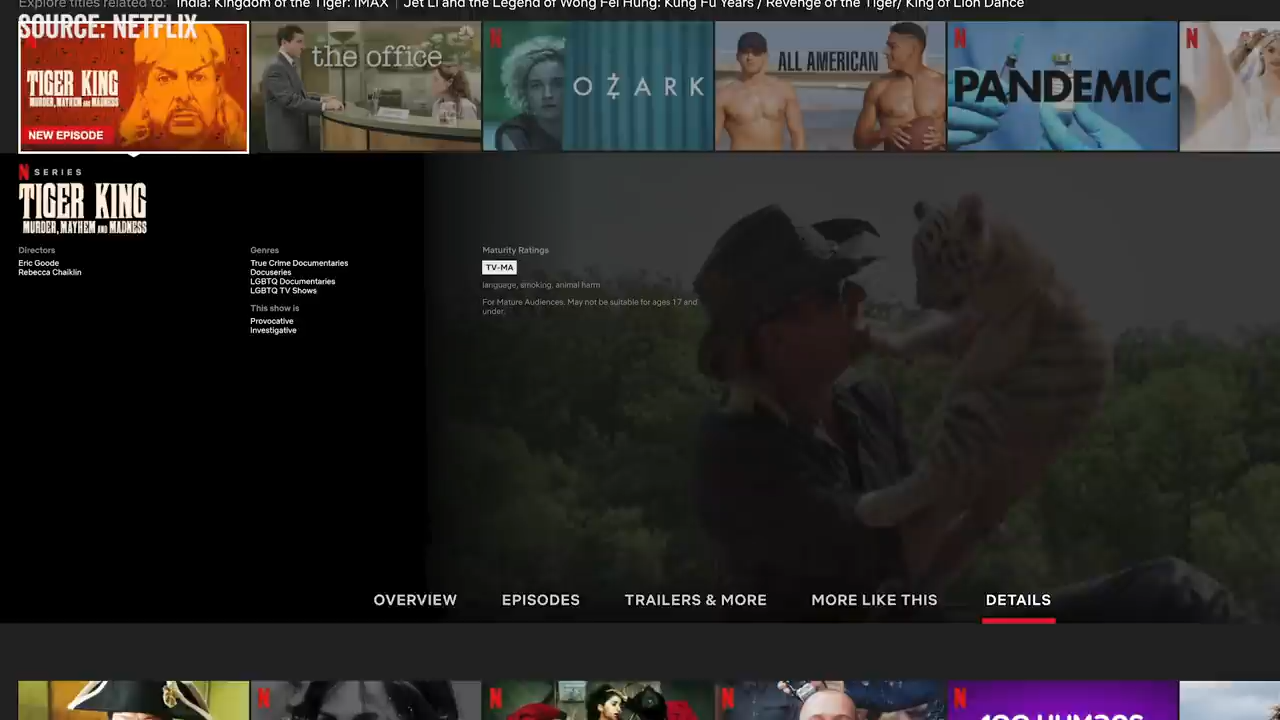 Explore titles related to: India: Kingdom of the Tiger: IMAX | Jet Li and the Legend of Wong Fei Hung: Kung Fu Years / Revenge of the Tiger/ King of Lion Dance
SOURCE: NETFLIX
TIGER KING
MURDER, MAYHEM AND MADNESS
NEW EPISODE
the office
N
OZARK
ALL AMERICAN
N
PANDEMIC
N
N SERIES
TIGER KING
MURDER, MAYHEM AND MADNESS
Directors
Eric Goode
Rebecca Chaiklin
Genres
True Crime Documentaries
Docuseries
LGBTQ Documentaries
LGBTQ TV Shows
This show is
Provocative
Investigative
Maturity Ratings
TV-MA
language, smoking, animal harm
For Mature Audiences. May not be suitable for ages 17 and
under.
OVERVIEW
EPISODES
TRAILERS & MORE
MORE LIKE THIS
DETAILS
N
N
N
N
100 HUMANS